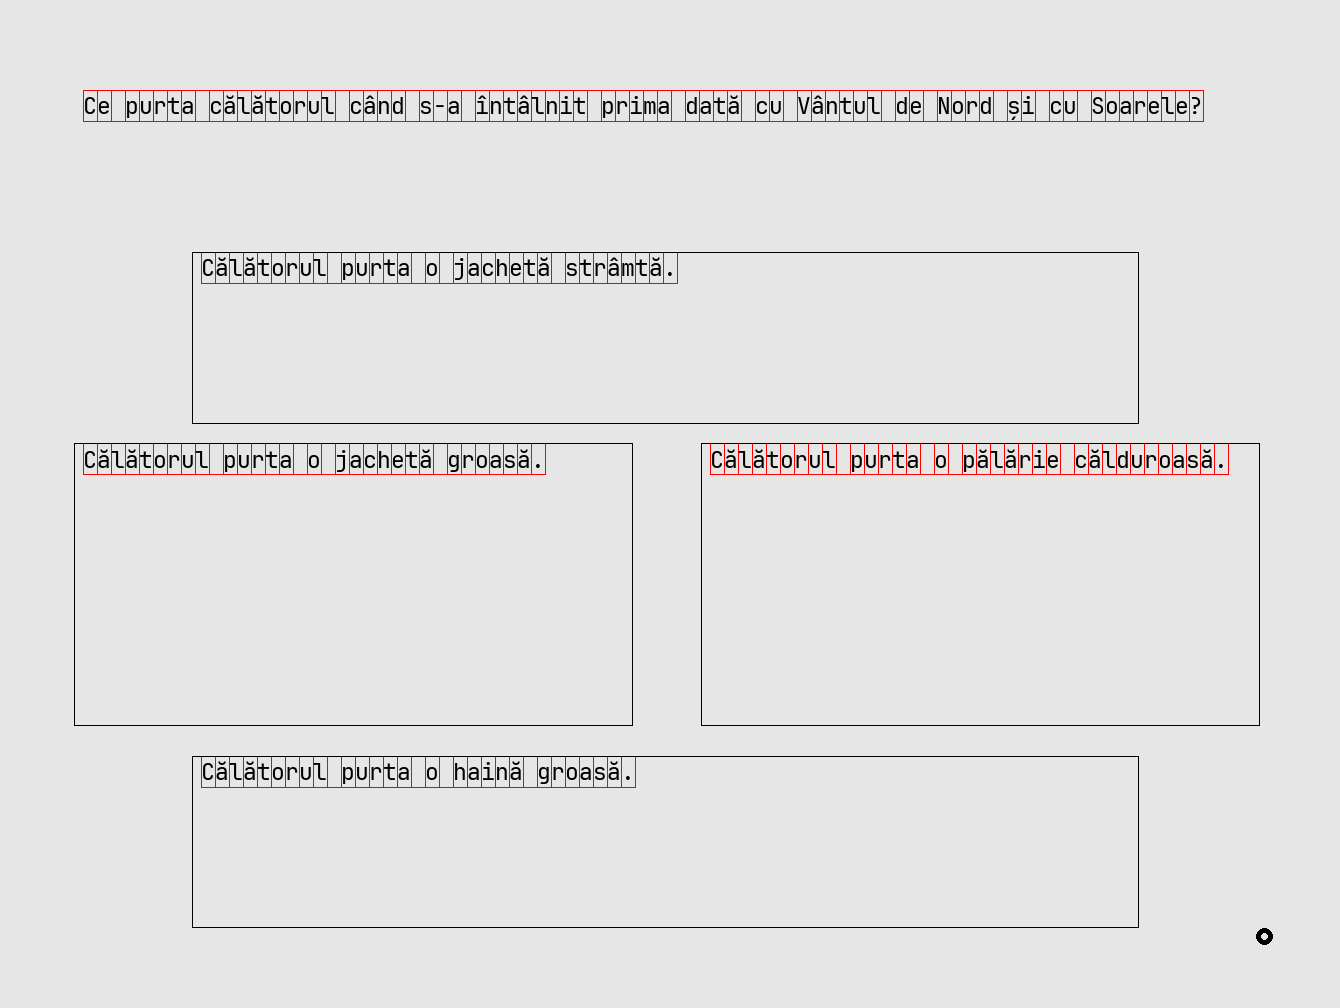 Ce purta călătorul când s-a întâlnit prima dată cu Vântul de Nord și cu Soarele?
Călătorul purta o jachetă strâmtă.
Călătorul purta o jachetă groasă.
Călătorul purta o pălărie călduroasă.
Călătorul purta o haină groasă.